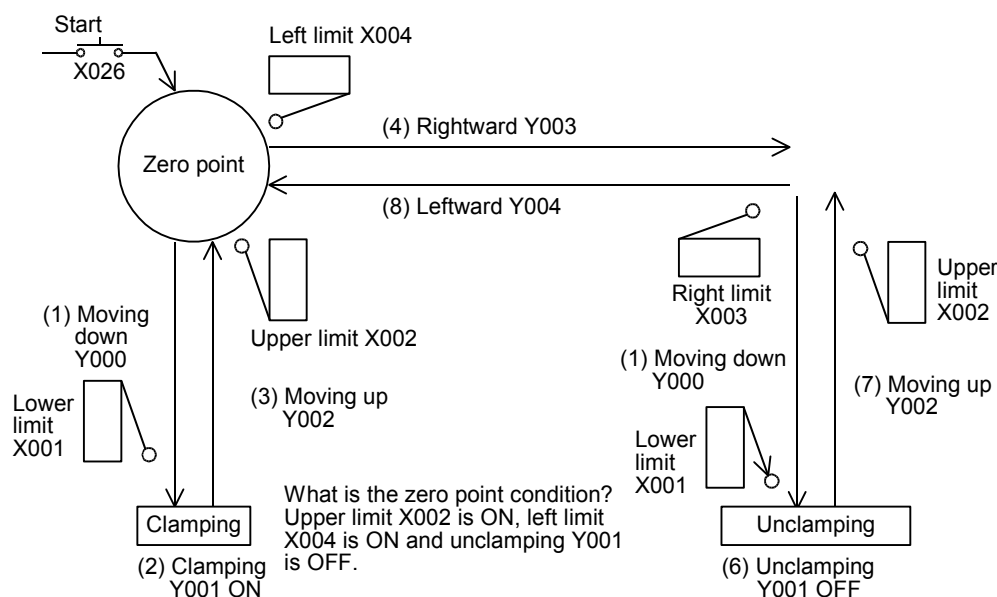 Start
X026
Left limit X004
Zero point
(4) Rightward Y003
(8) Leftward Y004
Upper limit X002
(1) Moving
down
Y000
Lower
limit
X001
(3) Moving up
Y002
Clamping
(2) Clamping
Y001 ON
What is the zero point condition?
Upper limit X002 is ON, left limit
X004 is ON and unclamping Y001
is OFF.
Right limit
X003
Upper
limit
X002
(1) Moving down
Y000
(7) Moving up
Y002
Lower
limit
X001
Unclamping
(6) Unclamping
Y001 OFF